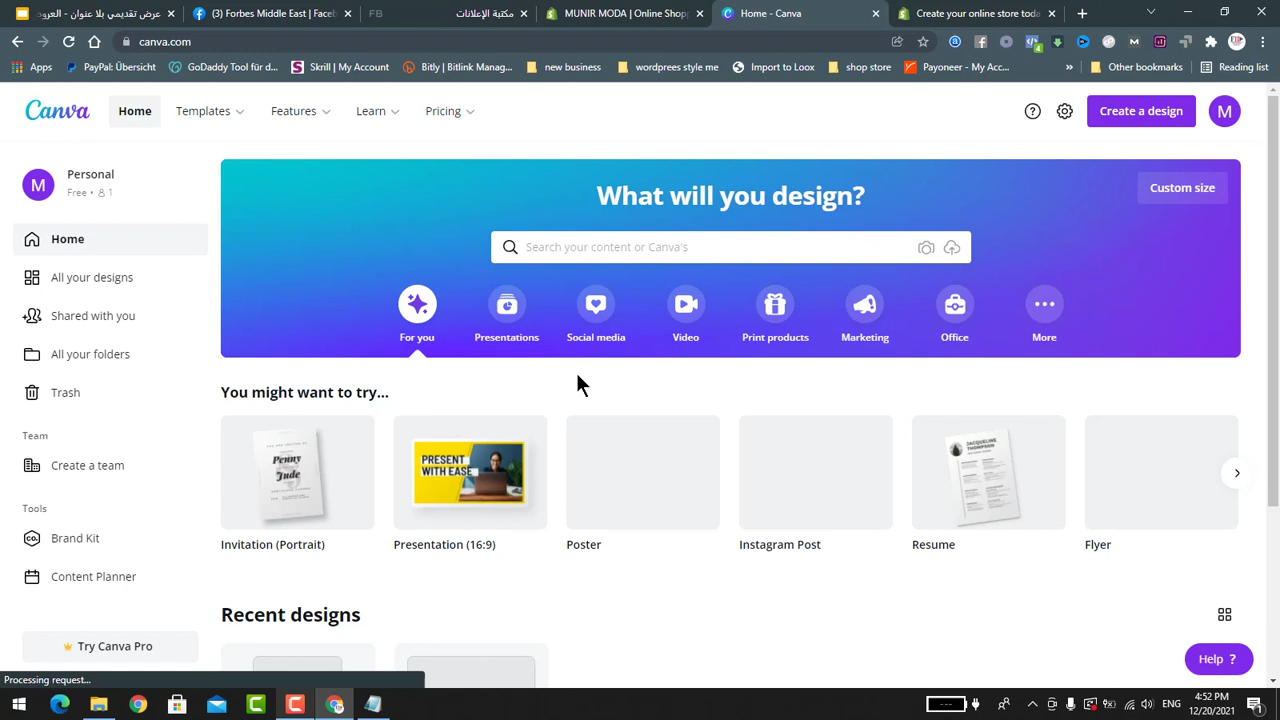 عرض تقديمي بلا عنوان - العروض
(3) Forbes Middle East | Faceb
FB
مكتبة الإعلانات
MUNIR MODA | Online Shopp
Home - Canva
Create your online store toda
canva.com
Apps
PayPal: Übersicht
GoDaddy Tool für d...
Skrill | My Account
Bitly | Bitlink Manag...
new business
wordprees style me
Import to Loox
shop store
Payoneer - My Acc...
Other bookmarks
Reading list
Canva
Home
Templates
Features
Learn
Pricing
Create a design
M
M
Personal
Free • 1
Home
All your designs
Shared with you
All your folders
Trash
Team
Create a team
Tools
Brand Kit
Content Planner
Try Canva Pro
What will you design?
Custom size
Search your content or Canva's
For you
Presentations
Social media
Video
Print products
Marketing
Office
More
You might want to try...
Jenny
Jude
PRESENT
WITH EASE
JACQUELINE
THOMPSON
Invitation (Portrait)
Presentation (16:9)
Poster
Instagram Post
Resume
Flyer
Recent designs
Help ?
Processing request...
ENG
4:52 PM
12/20/2021